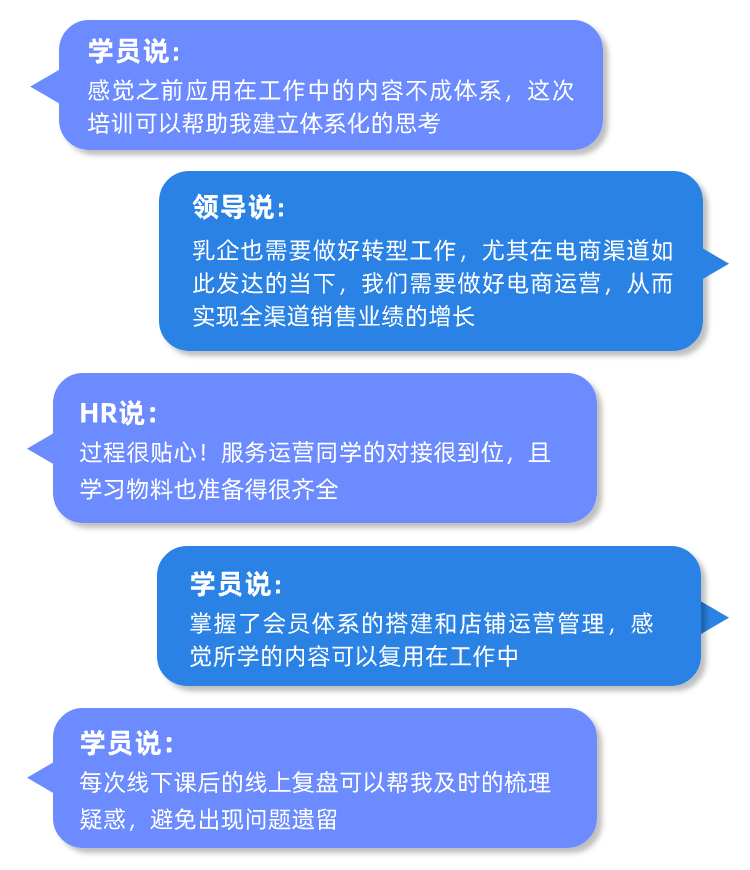 学员说：
感觉之前应用在工作中的内容不成体系，这次
培训可以帮助我建立体系化的思考
领导说：
乳企也需要做好转型工作，尤其在电商渠道如
此发达的当下，我们需要做好电商运营，从而
实现全渠道销售业绩的增长
HR说：
过程很贴心！服务运营同学的对接很到位，且
学习物料也准备得很齐全
学员说：
掌握了会员体系的搭建和店铺运营管理，感
觉所学的内容可以复用在工作中
学员说：
每次线下课后的线上复盘可以帮我及时的梳理
疑惑，避免出现问题遗留